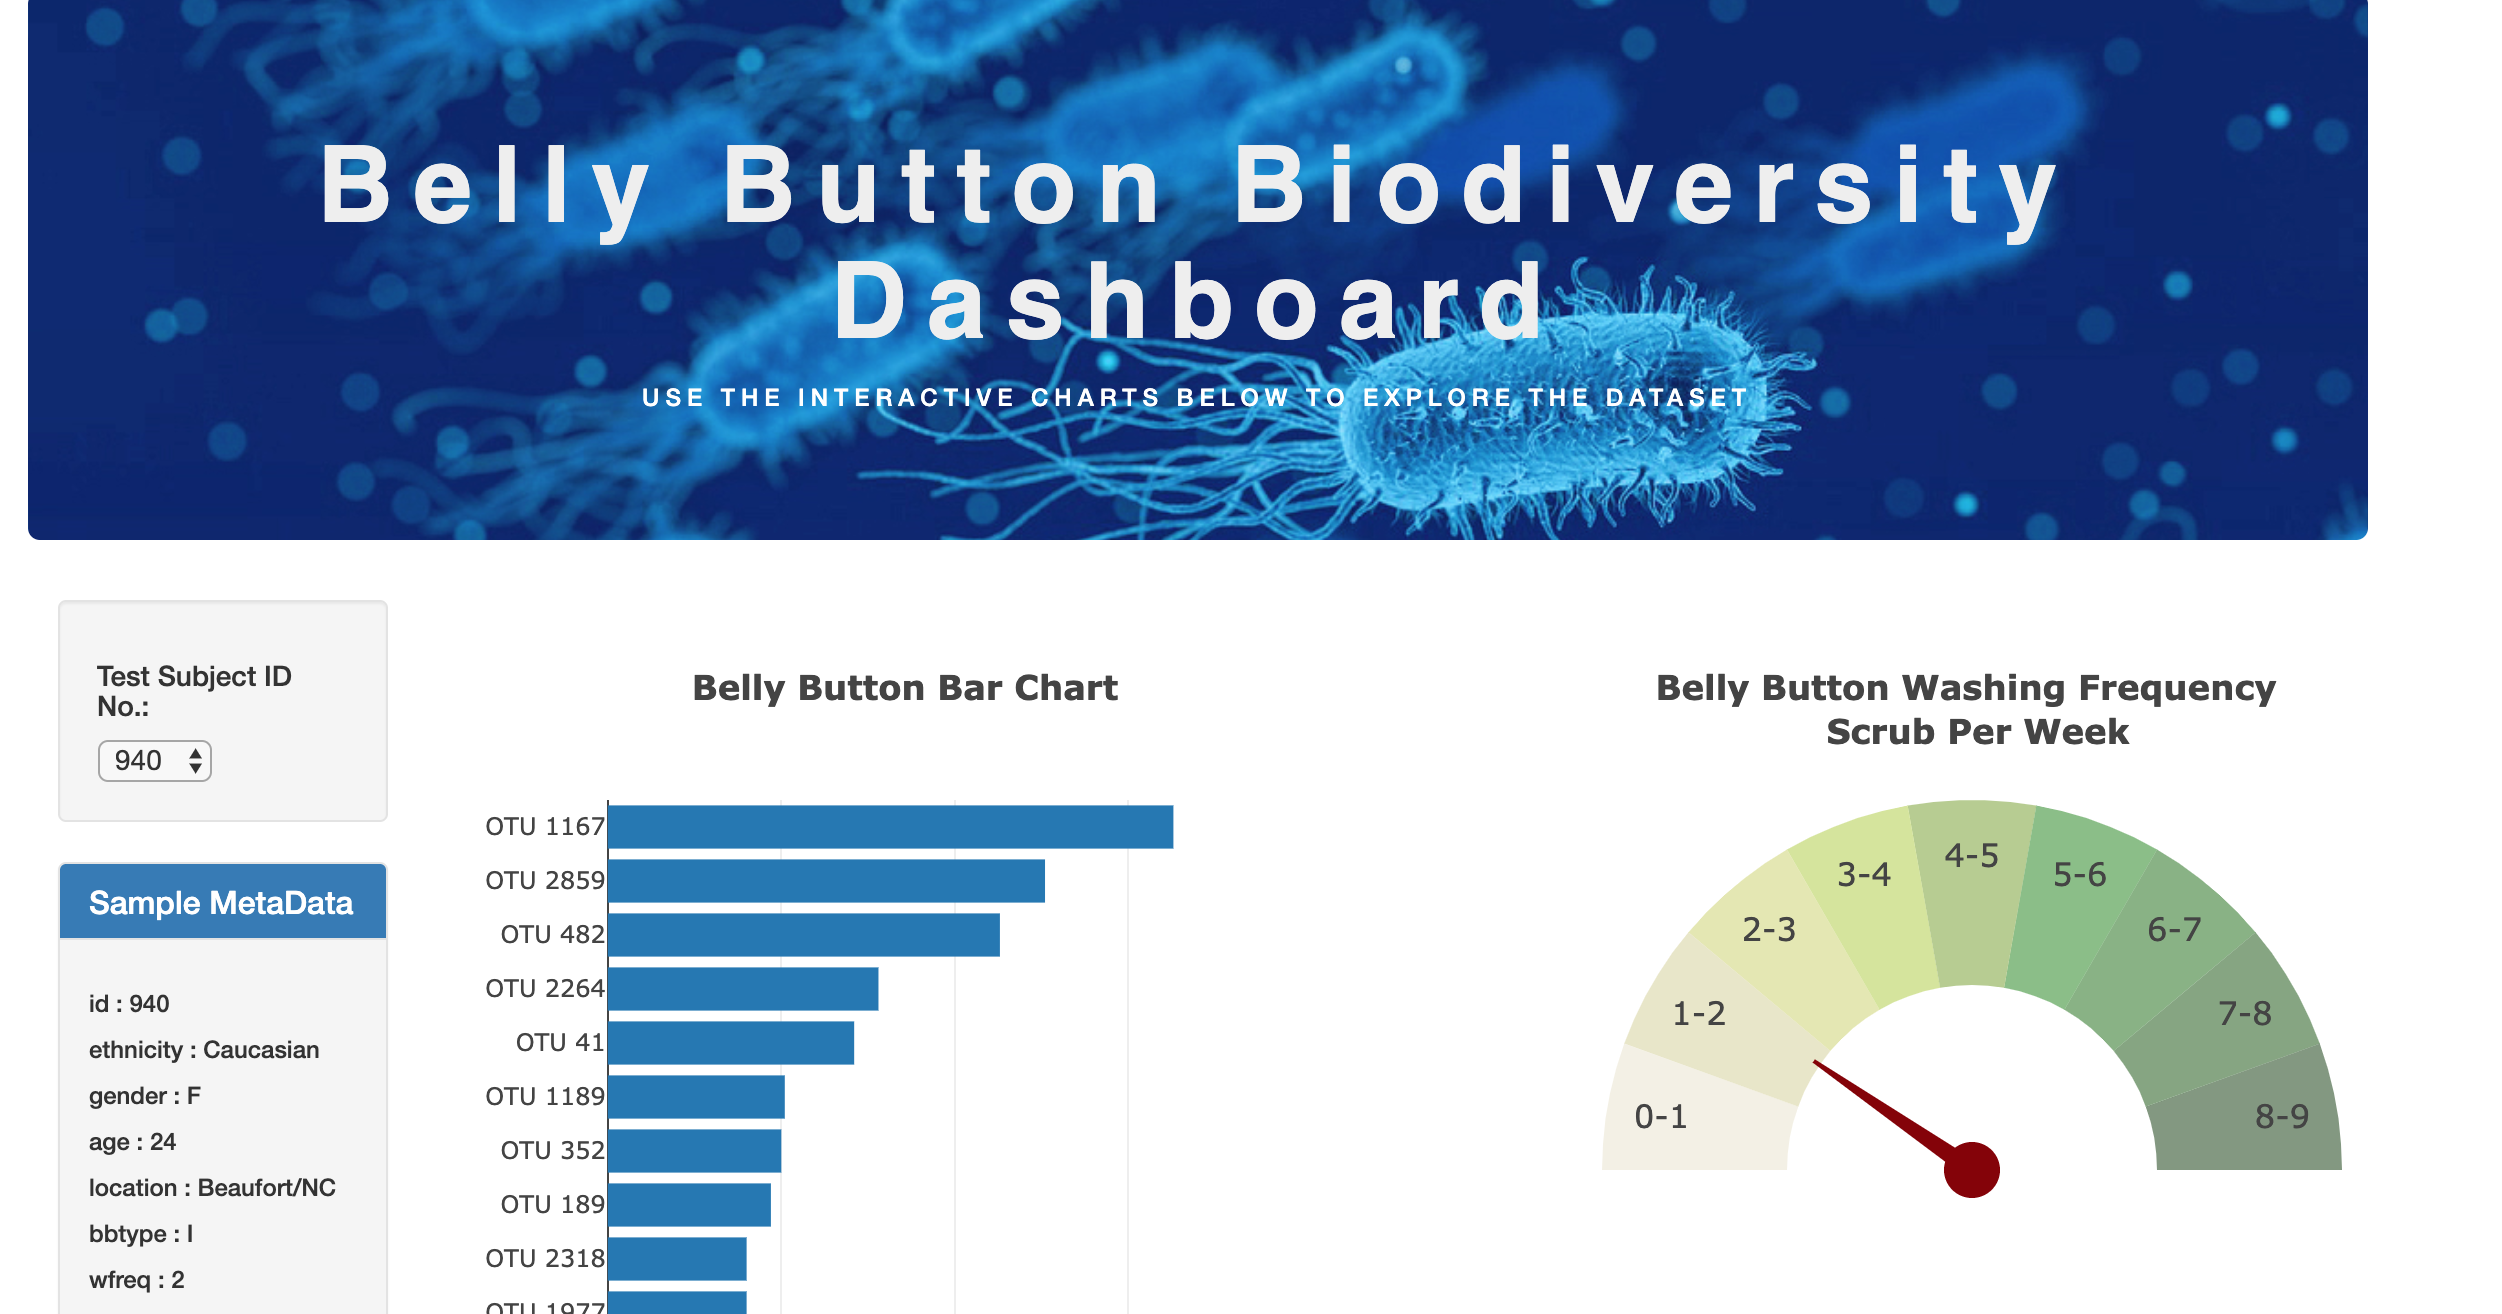 Belly Button Biodiversity
Dashboard
USE THE INTERACTIVE CHARTS BELOW TO EXPLORE THE DATASET
Test Subject ID
No.:
940
Sample MetaData
id : 940
ethnicity : Caucasian
gender : F
age : 24
location : Beaufort/NC
bbtype : I
wfreq : 2
Belly Button Bar Chart
OTU 1167
OTU 2859
OTU 482
OTU 2264
OTU 41
OTU 1189
OTU 352
OTU 189
OTU 2318
OTU 1977
Belly Button Washing Frequency
Scrub Per Week
0-1
1-2
2-3
3-4
4-5
5-6
6-7
7-8
8-9